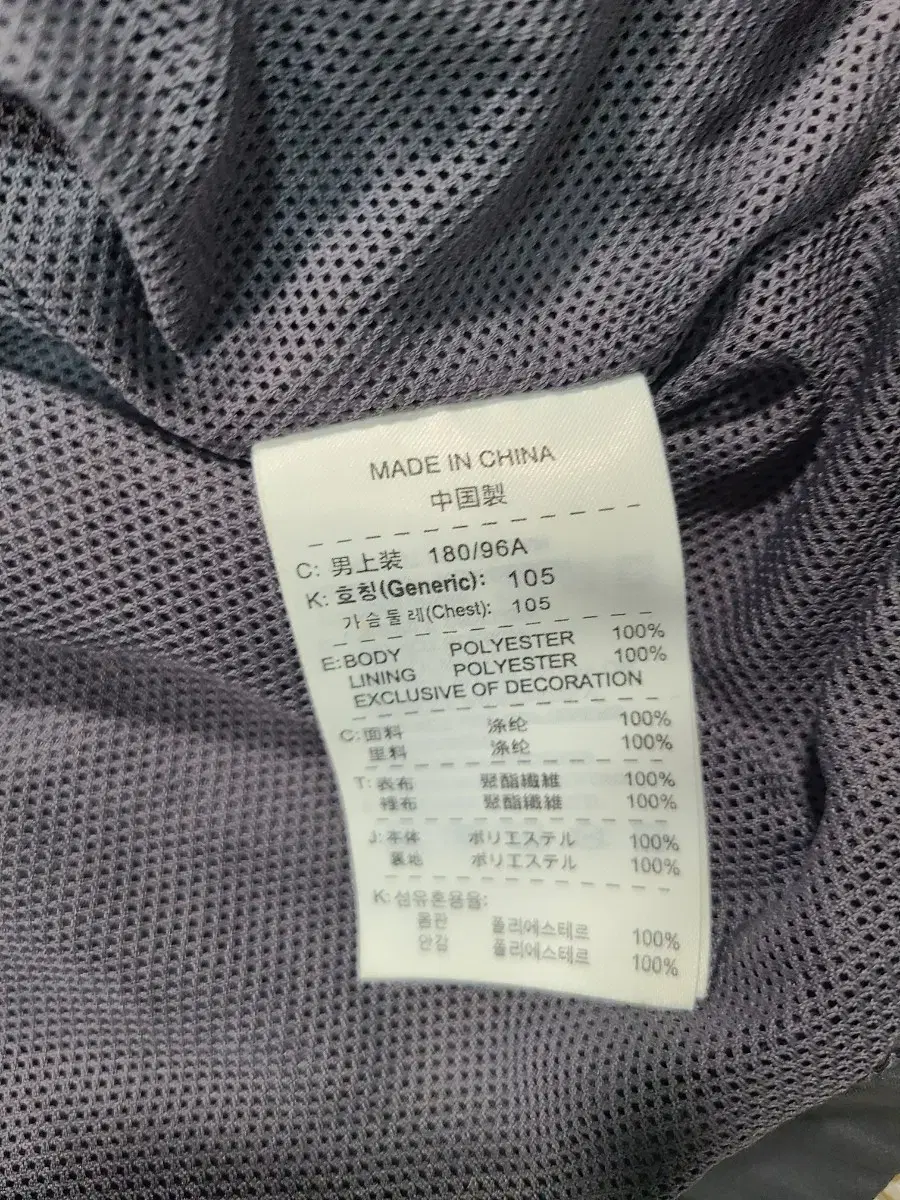 MADE IN CHINA
中国製
C: 男上装 180/96A
K: 호칭(Generic): 105
가슴둘레(Chest): 105
E: BODY POLYESTER 100%
LINING POLYESTER 100%
EXCLUSIVE OF DECORATION
C: 面料 涤纶 100%
里料 涤纶 100%
T: 表布 聚酯纖維 100%
裡布 聚酯纖維 100%
J: 本体 ポリエステル 100%
裏地 ポリエステル 100%
K: 섬유혼용율:
몸판 폴리에스테르 100%
안감 폴리에스테르 100%